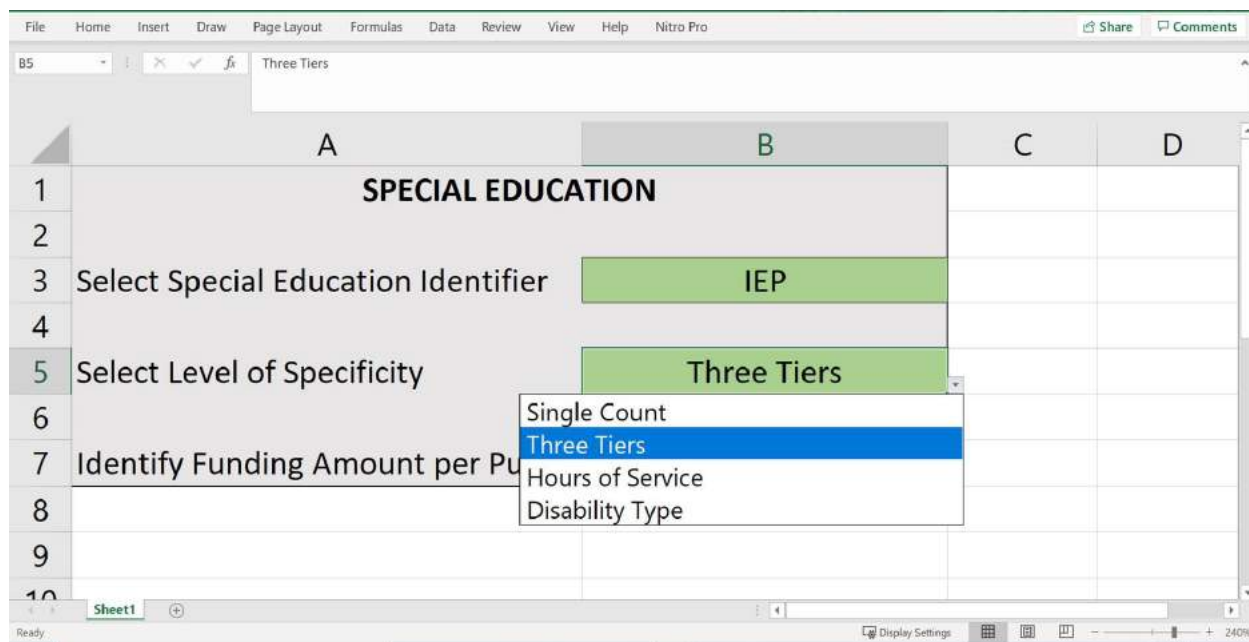 File Home Insert Draw Page Layout Formulas Data Review View Help Nitro Pro Share Comments
B5 fx Three Tiers
A B C D
1 SPECIAL EDUCATION
2
3 Select Special Education Identifier IEP
4
5 Select Level of Specificity Three Tiers
6 Single Count
Three Tiers
7 Identify Funding Amount per Pu
Hours of Service
8 Disability Type
9
10
Sheet1
Ready Display Settings 240%